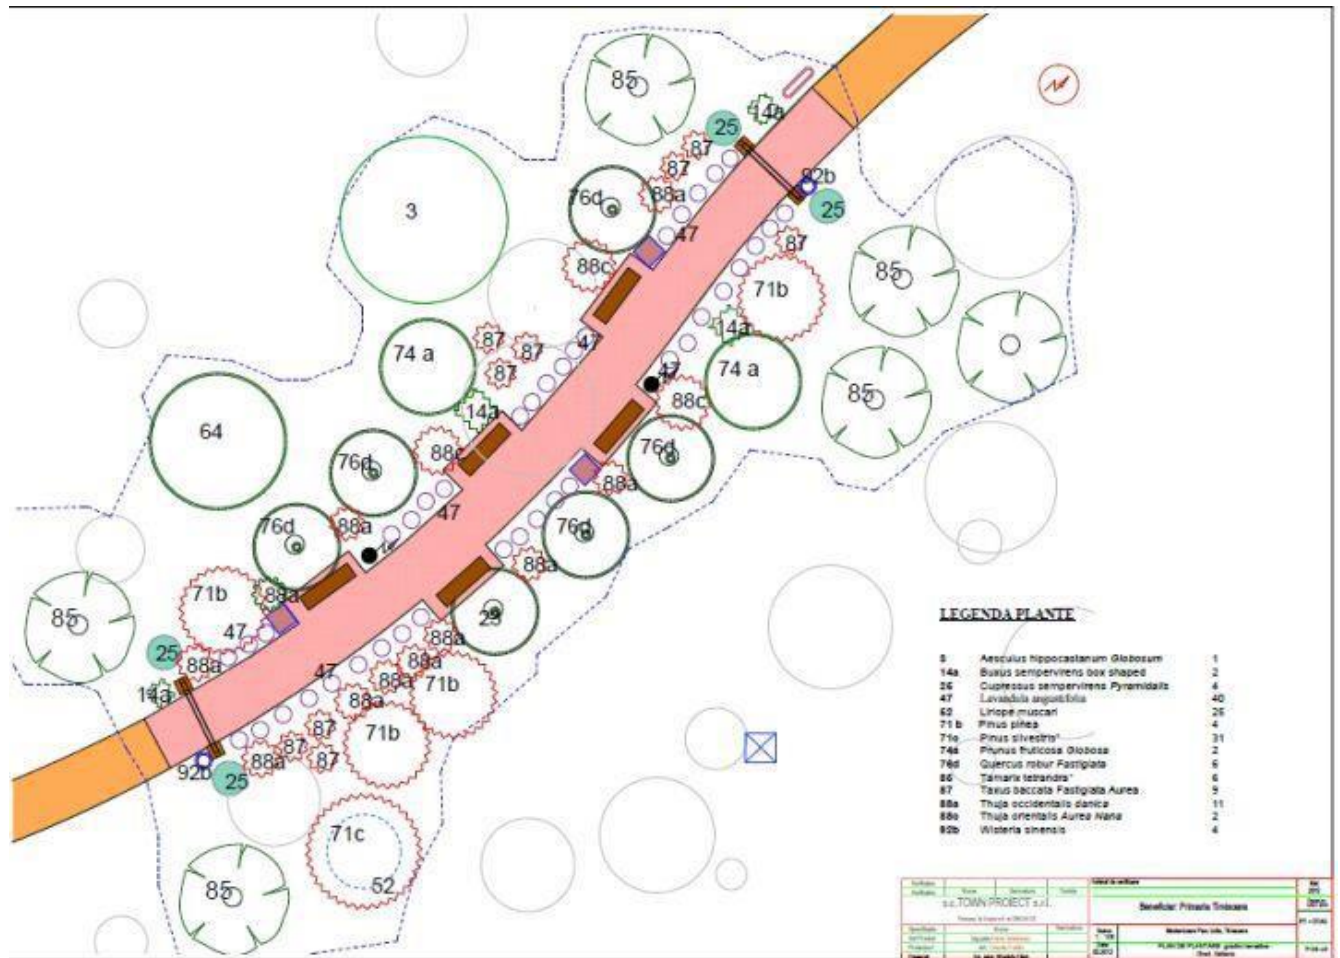 85
14a
25
87
87
92b
76d
88a
25
3
47
87
88c
85
71b
14a
47
87
87
74 a
47
74 a
87
88c
85
14a
64
88c
76d
76d
88a
47
76d
88a
76d
88a
71b
88a
23
85
47
88a
25
88a
47
88a
88a
71b
14a
88a
87
71b
87
88a
87
92b
25
71c
52
85
LEGENDA PLANTE
Aesculus hippocastanum Globosum 1
14a Buxus sempervirens box shaped 2
Cupressus sempervirens Pyramidalis 4
47 Lavandula angustifolia 40
52 Liriope muscari 25
71 b Pinus pinea 4
71c Pinus silvestris* 31
74a Prunus fruticosa Globosa 2
76d Quercus robur Fastigiata
Tamarix tetrandra*
87 Taxus baccata Fastigiata Aurea 9
88a Thuja occidentalis danica 11
88c Thuja orientalis Aurea Nana 2
92b Wisteria sinensis 4
s.c. TOWN PROJECT s.r.l.
Beneficiar: Primaria Timisoara